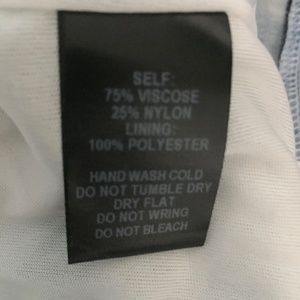 SELF:
75% VISCOSE
25% NYLON
LINING:
100% POLYESTER
HAND WASH COLD
DO NOT TUMBLE DRY
DRY FLAT
DO NOT WRING
DO NOT BLEACH